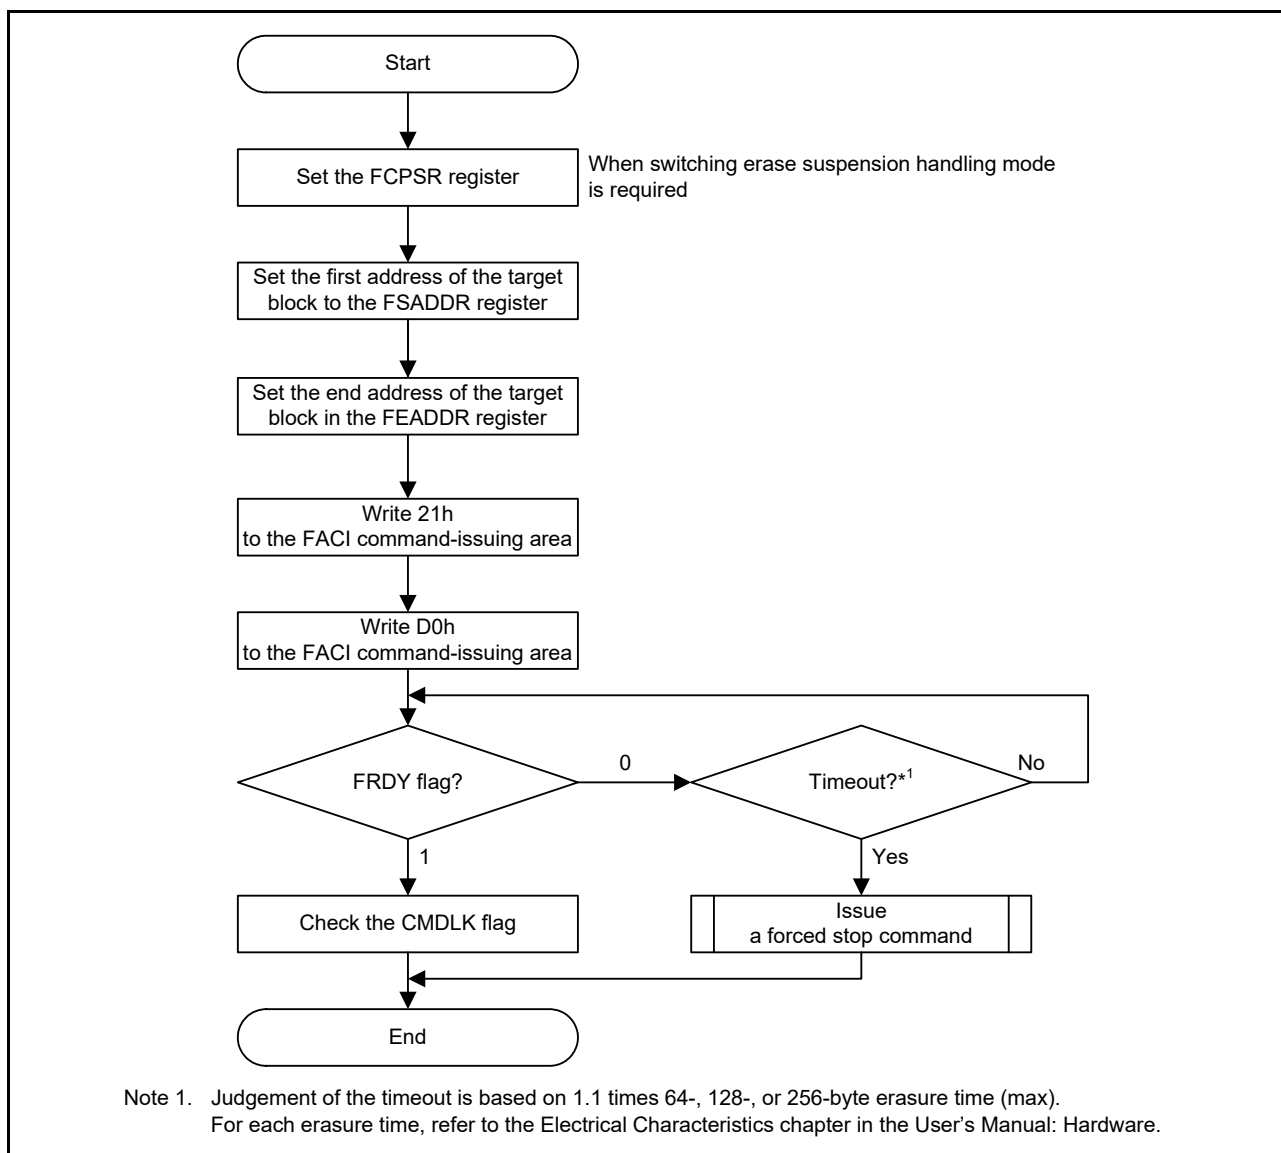 Start
Set the FCPSR register
When switching erase suspension handling mode
is required
Set the first address of the target
block to the FSADDR register
Set the end address of the target
block in the FEADDR register
Write 21h
to the FACI command-issuing area
Write D0h
to the FACI command-issuing area
FRDY flag?
0
Timeout?*1
No
1
Yes
Check the CMDLK flag
Issue
a forced stop command
End
Note 1. Judgement of the timeout is based on 1.1 times 64-, 128-, or 256-byte erasure time (max).
For each erasure time, refer to the Electrical Characteristics chapter in the User's Manual: Hardware.